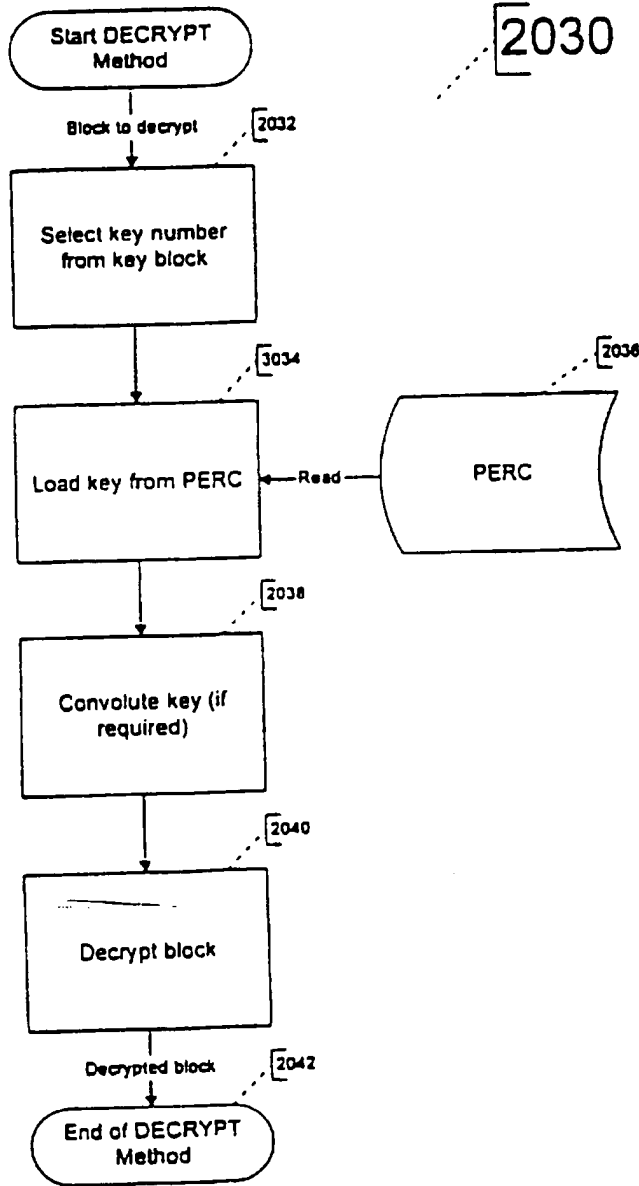 Start DECRYPT
Method
2030
Block to decrypt
2032
Select key number
from key block
3034
2036
Load key from PERC
Read
PERC
2038
Convolute key (if
required)
2040
Decrypt block
Decrypted block
2042
End of DECRYPT
Method